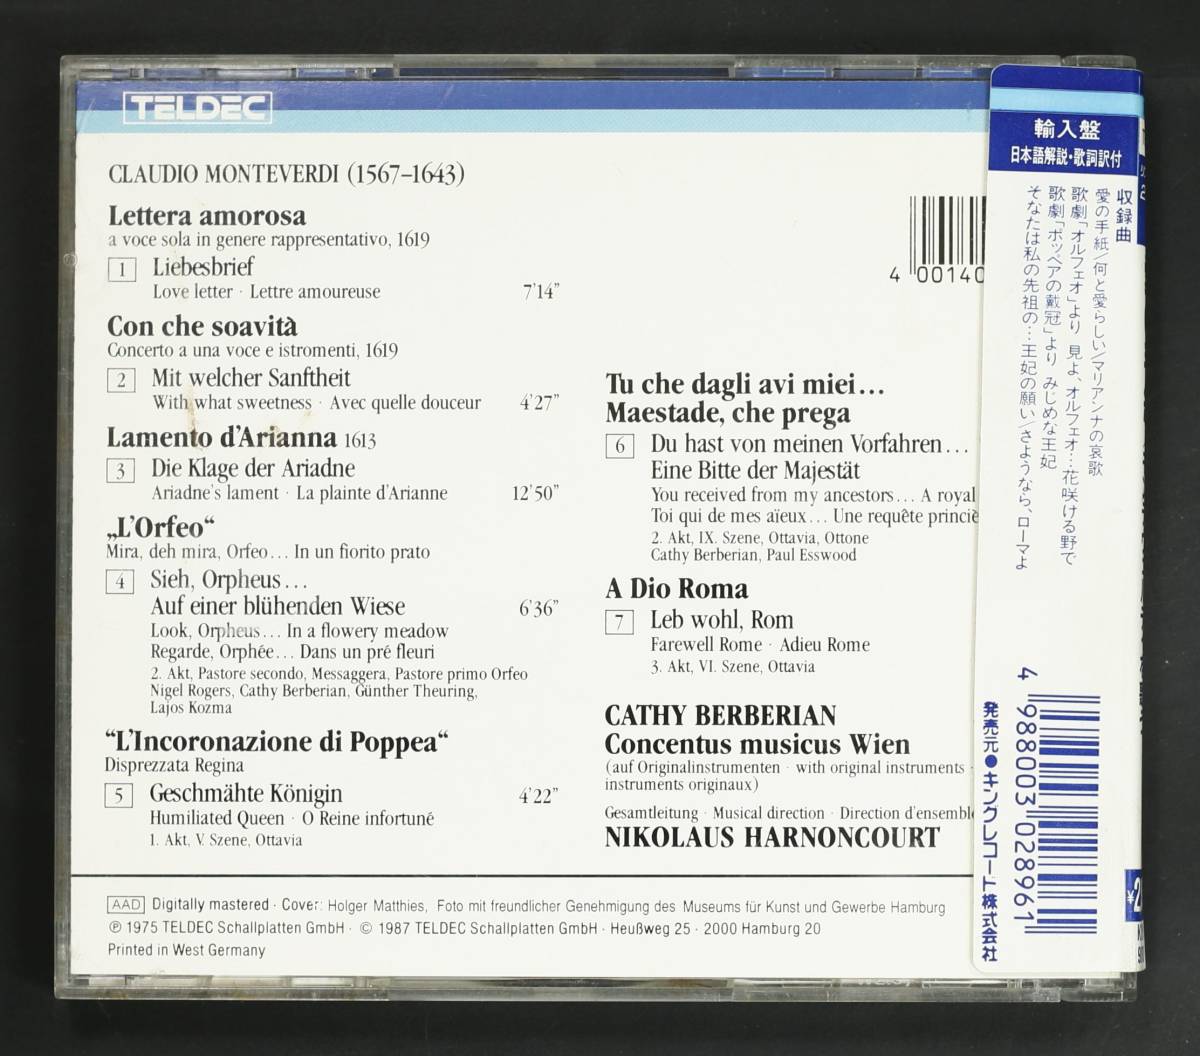 TELDEC
CLAUDIO MONTEVERDI (1567–1643)
Lettera amorosa
a voce sola in genere rappresentativo, 1619
1 Liebesbrief
Love letter · Lettre amoureuse 7'14"
Con che soavità
Concerto a una voce e istromenti, 1619
2 Mit welcher Sanftheit
With what sweetness · Avec quelle douceur 4'27"
Lamento d'Arianna 1613
3 Die Klage der Ariadne
Ariadne's lament · La plainte d'Arianne 12'50"
„L'Orfeo“
Mira, deh mira, Orfeo... In un fiorito prato
4 Sieh, Orpheus...
Auf einer blühenden Wiese 6'36"
Look, Orpheus... In a flowery meadow
Regarde, Orphée... Dans un pré fleuri
2. Akt, Pastore secondo, Messaggera, Pastore primo Orfeo
Nigel Rogers, Cathy Berberian, Günther Theuring,
Lajos Kozma
“L'Incoronazione di Poppea“
Disprezzata Regina
5 Geschmähte Königin 4'22"
Humiliated Queen · O Reine infortuné
1. Akt, V. Szene, Ottavia
4 00140
Tu che dagli avi miei...
Maestade, che prega
6 Du hast von meinen Vorfahren...
Eine Bitte der Majestät
You received from my ancestors... A royal
Toi qui de mes aïeux... Une requête princiè
2. Akt, IX. Szene, Ottavia, Ottone
Cathy Berberian, Paul Esswood
A Dio Roma
7 Leb wohl, Rom
Farewell Rome · Adieu Rome
3. Akt, VI. Szene, Ottavia
CATHY BERBERIAN
Concentus musicus Wien
(auf Originalinstrumenten · with original instruments ·
instruments originaux)
Gesamtleitung · Musical direction · Direction d'ensemble
NIKOLAUS HARNONCOURT
AAD Digitally mastered · Cover: Holger Matthies, Foto mit freundlicher Genehmigung des Museums für Kunst und Gewerbe Hamburg
℗ 1975 TELDEC Schallplatten GmbH · © 1987 TELDEC Schallplatten GmbH · Heußweg 25 · 2000 Hamburg 20
Printed in West Germany
輸入盤
日本語解説・歌詞訳付
収録曲
愛の手紙/何と愛らしい/マリアンナの哀歌
歌劇「オルフェオ」より 見よ、オルフェオ…花咲ける野で
歌劇「ポッペアの戴冠」より みじめな王妃
そなたは私の先祖の…王妃の願い/さようなら、ローマよ
4 988003 028961
発売元●キングレコード株式会社